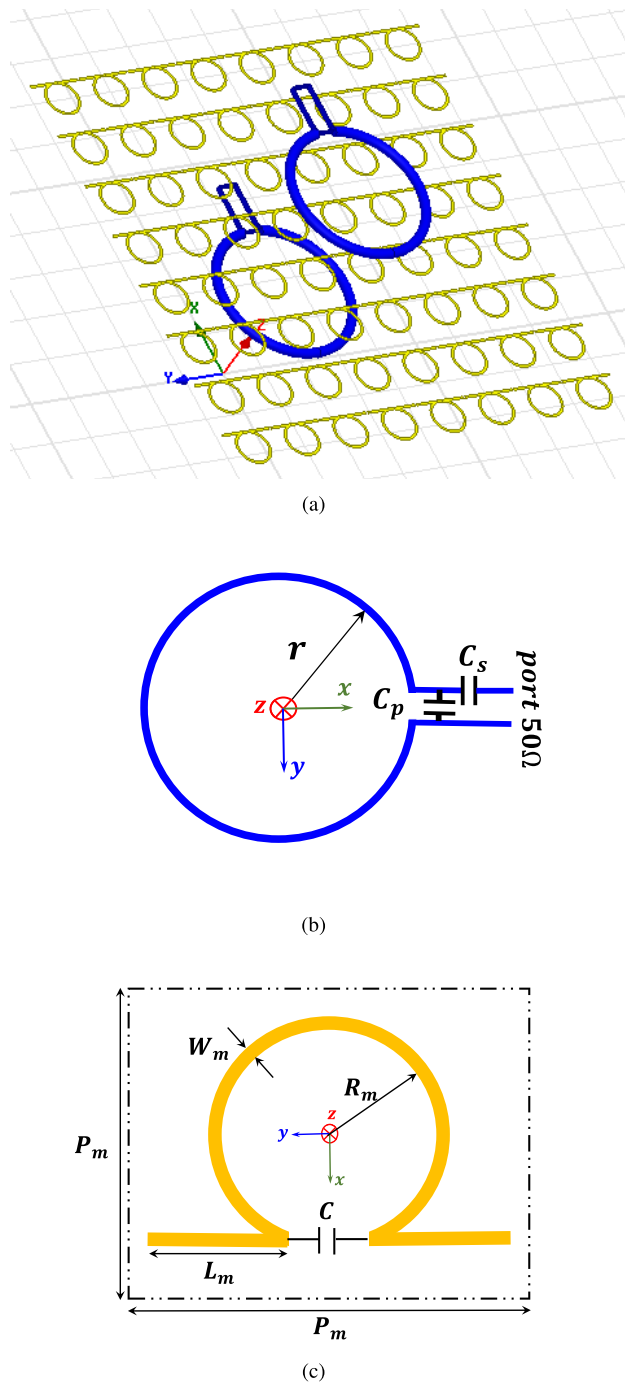 X
Z
Y
(a)
r
C_s
port 50Ω
C_p
x
z
y
(b)
W_m
R_m
P_m
z
y
x
C
L_m
P_m
(c)